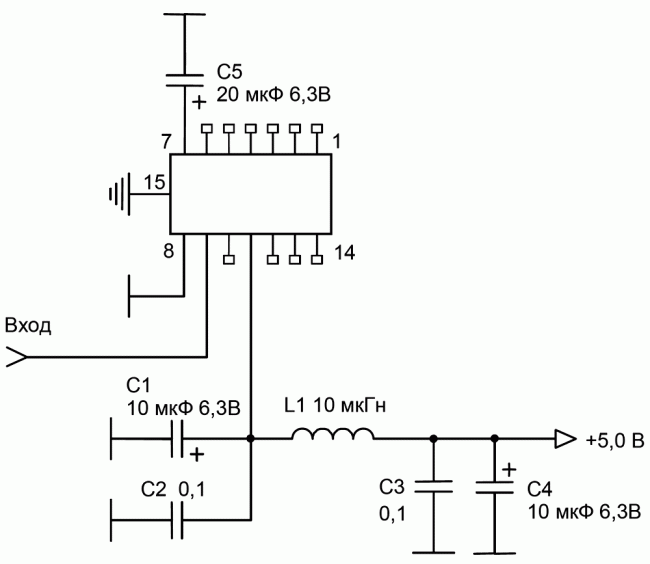 C5
20 мкФ 6,3В
7
1
15
8
14
Вход
C1
10 мкФ 6,3В
L1 10 мкГн
+5,0 В
C2 0,1
C3
0,1
C4
10 мкФ 6,3В